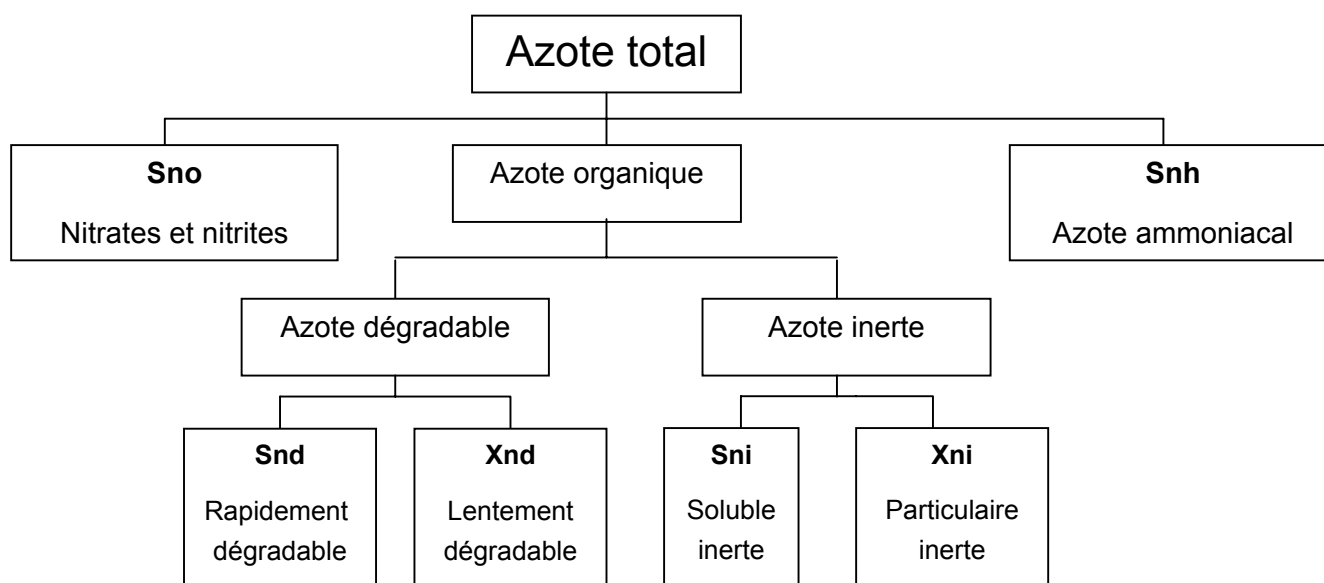 Azote total
Sno
Nitrates et nitrites
Azote organique
Snh
Azote ammoniacal
Azote dégradable
Azote inerte
Snd
Rapidement
dégradable
Xnd
Lentement
dégradable
Sni
Soluble
inerte
Xni
Particulaire
inerte